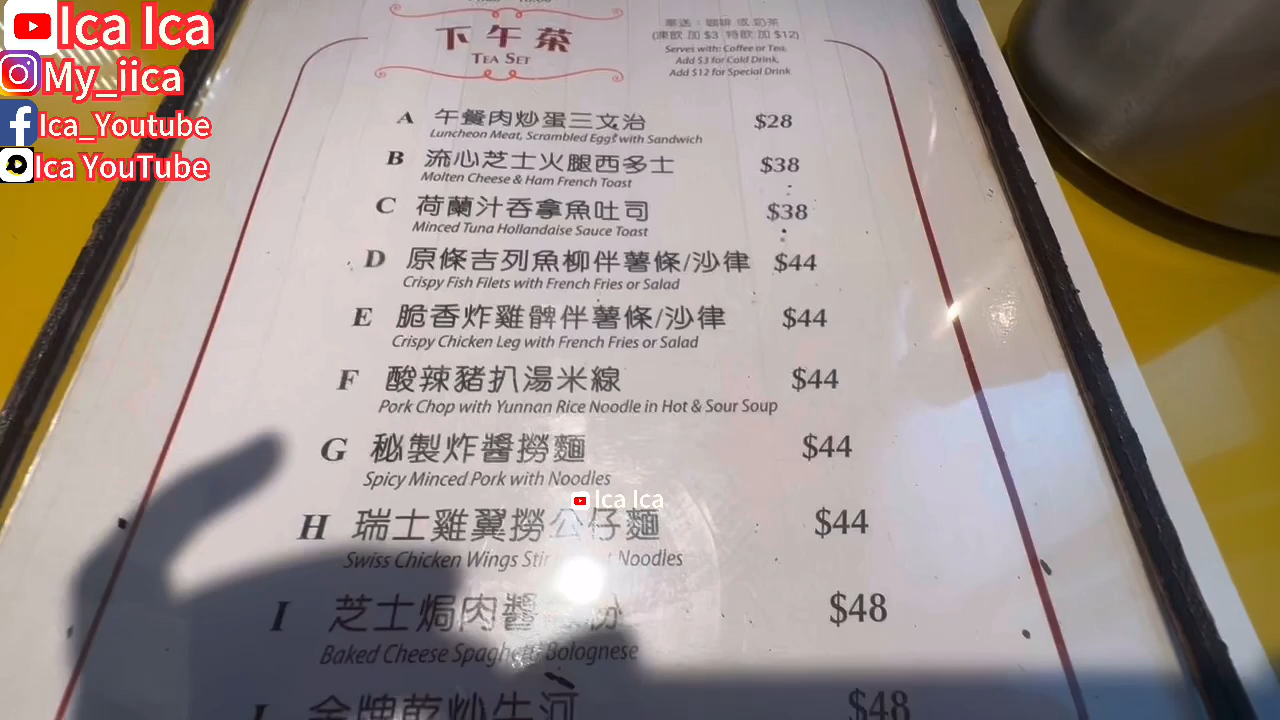 Ica Ica
My_iica
Ica_Youtube
Ica YouTube
下午茶
TEA SET
咖啡 或 奶茶
(凍飲 加 $3 特飲 加 $12)
Serves with: Coffee or Tea,
Add $3 for Cold Drink,
Add $12 for Special Drink
A 午餐肉炒蛋三文治 $28
Luncheon Meat, Scrambled Eggs with Sandwich
B 流心芝士火腿西多士 $38
Molten Cheese & Ham French Toast
C 荷蘭汁吞拿魚吐司 $38
Minced Tuna Hollandaise Sauce Toast
D 原條吉列魚柳伴薯條/沙律 $44
Crispy Fish Filets with French Fries or Salad
E 脆香炸雞髀伴薯條/沙律 $44
Crispy Chicken Leg with French Fries or Salad
F 酸辣豬扒湯米線 $44
Pork Chop with Yunnan Rice Noodle in Hot & Sour Soup
G 秘製炸醬撈麵 $44
Spicy Minced Pork with Noodles
Ica Ica
H 瑞士雞翼撈公仔麵 $44
Swiss Chicken Wings Noodles
I 芝士焗肉醬 $48
Baked Cheese Spaghetti Bolognese
金牌乾炒牛河 $48